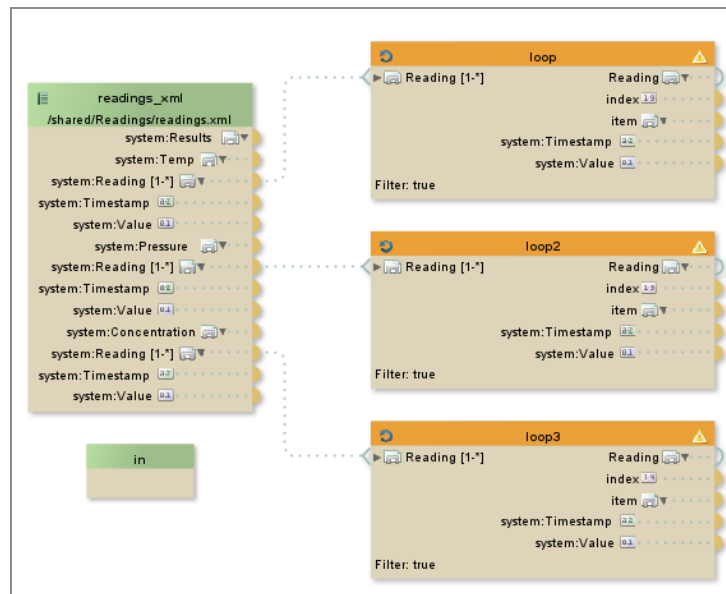 readings_xml
/shared/Readings/readings.xml
system:Results
system:Temp
system:Reading [1-*]
system:Timestamp
system:Value
system:Pressure
system:Reading [1-*]
system:Timestamp
system:Value
system:Concentration
system:Reading [1-*]
system:Timestamp
system:Value
in
loop
Reading [1-*] Reading
index
item
system:Timestamp
system:Value
Filter: true
loop2
Reading [1-*] Reading
index
item
system:Timestamp
system:Value
Filter: true
loop3
Reading [1-*] Reading
index
item
system:Timestamp
system:Value
Filter: true